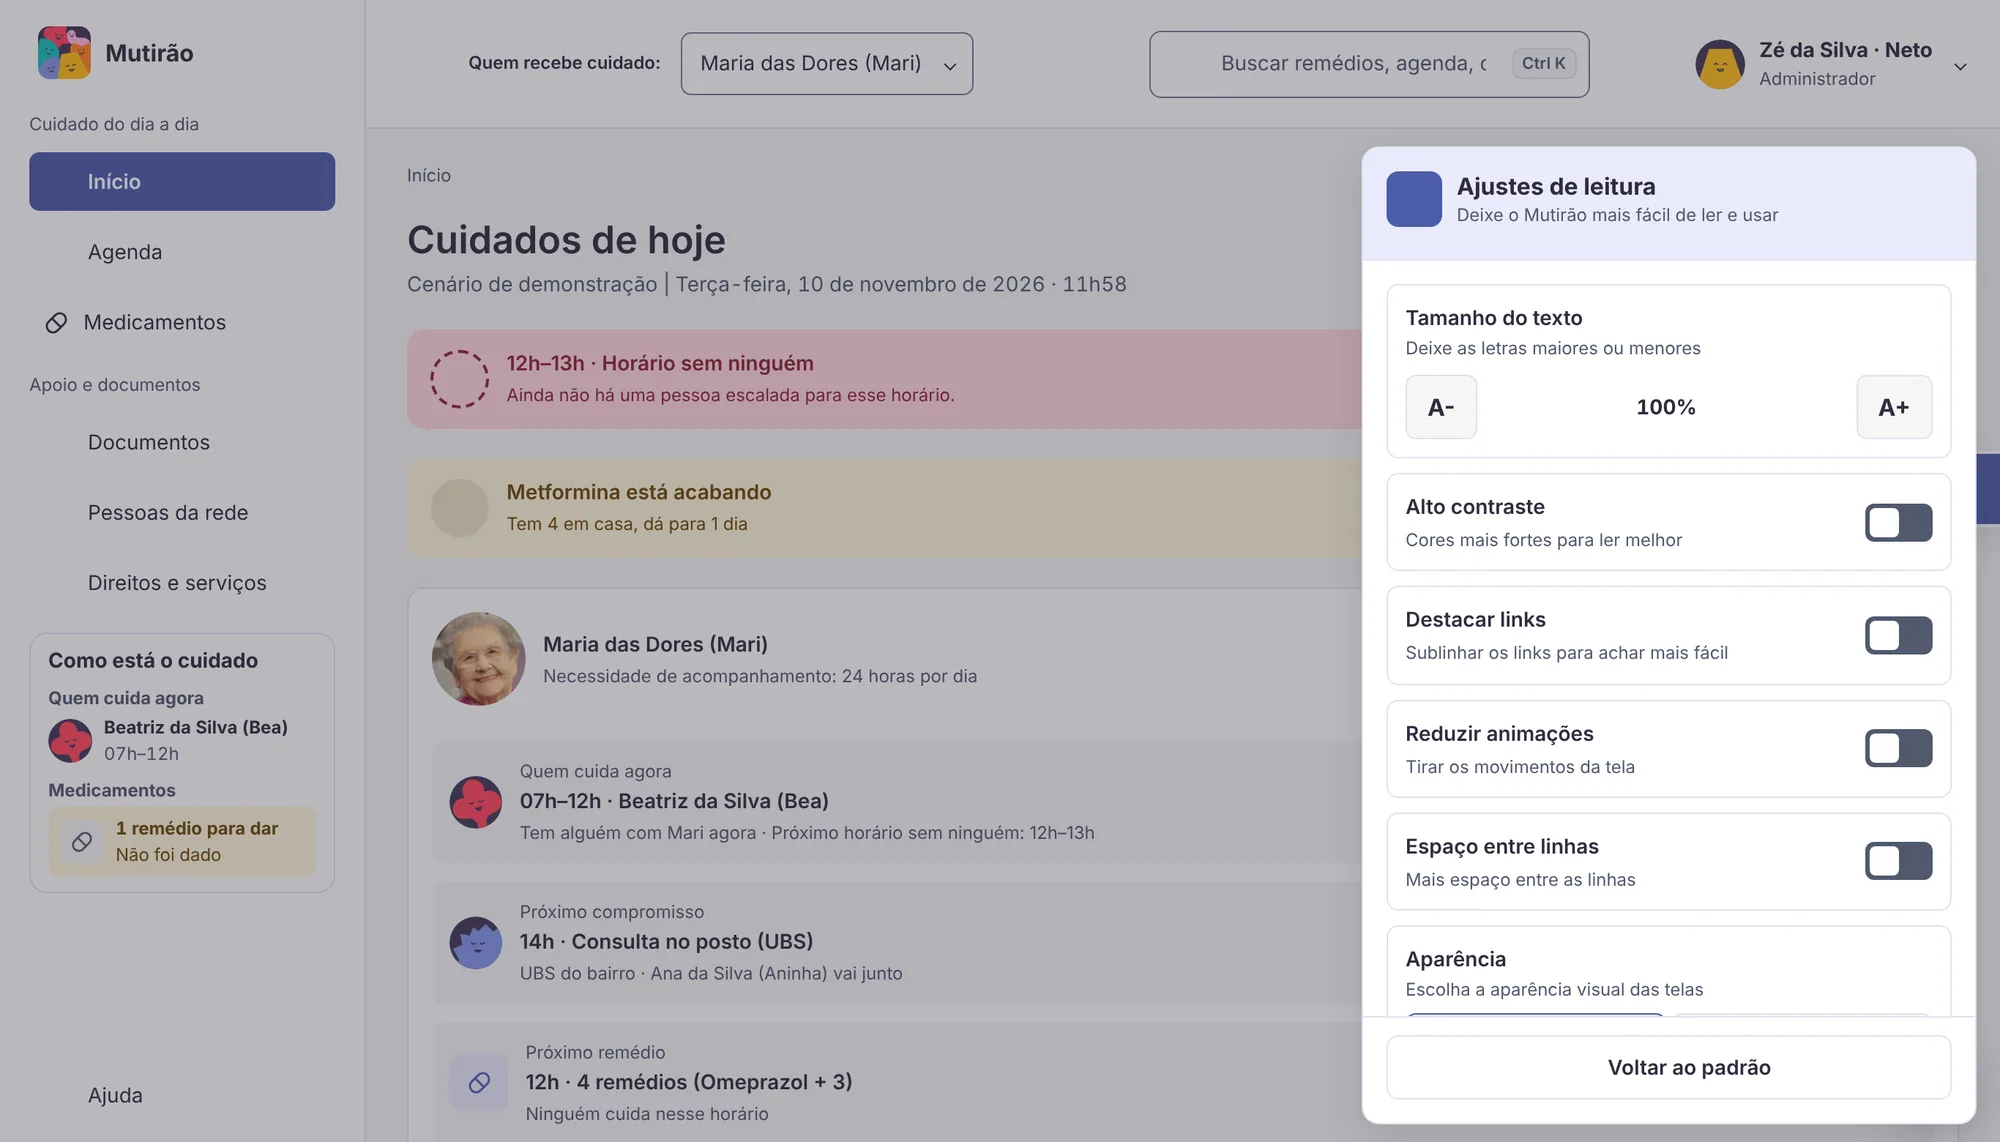 Mutirão
Cuidado do dia a dia
Início
Agenda
Medicamentos
Apoio e documentos
Documentos
Pessoas da rede
Direitos e serviços
Como está o cuidado
Quem cuida agora
Beatriz da Silva (Bea)
07h–12h
Medicamentos
1 remédio para dar
Não foi dado
Ajuda
Quem recebe cuidado:
Maria das Dores (Mari)
Buscar remédios, agenda, c
Ctrl K
Zé da Silva · Neto
Administrador
Início
Cuidados de hoje
Cenário de demonstração | Terça-feira, 10 de novembro de 2026 · 11h58
12h–13h · Horário sem ninguém
Ainda não há uma pessoa escalada para esse horário.
Metformina está acabando
Tem 4 em casa, dá para 1 dia
Maria das Dores (Mari)
Necessidade de acompanhamento: 24 horas por dia
Quem cuida agora
07h–12h · Beatriz da Silva (Bea)
Tem alguém com Mari agora · Próximo horário sem ninguém: 12h–13h
Próximo compromisso
14h · Consulta no posto (UBS)
UBS do bairro · Ana da Silva (Aninha) vai junto
Próximo remédio
12h · 4 remédios (Omeprazol + 3)
Ninguém cuida nesse horário
Ajustes de leitura
Deixe o Mutirão mais fácil de ler e usar
Tamanho do texto
Deixe as letras maiores ou menores
A- 100% A+
Alto contraste
Cores mais fortes para ler melhor
Destacar links
Sublinhar os links para achar mais fácil
Reduzir animações
Tirar os movimentos da tela
Espaço entre linhas
Mais espaço entre as linhas
Aparência
Escolha a aparência visual das telas
Voltar ao padrão